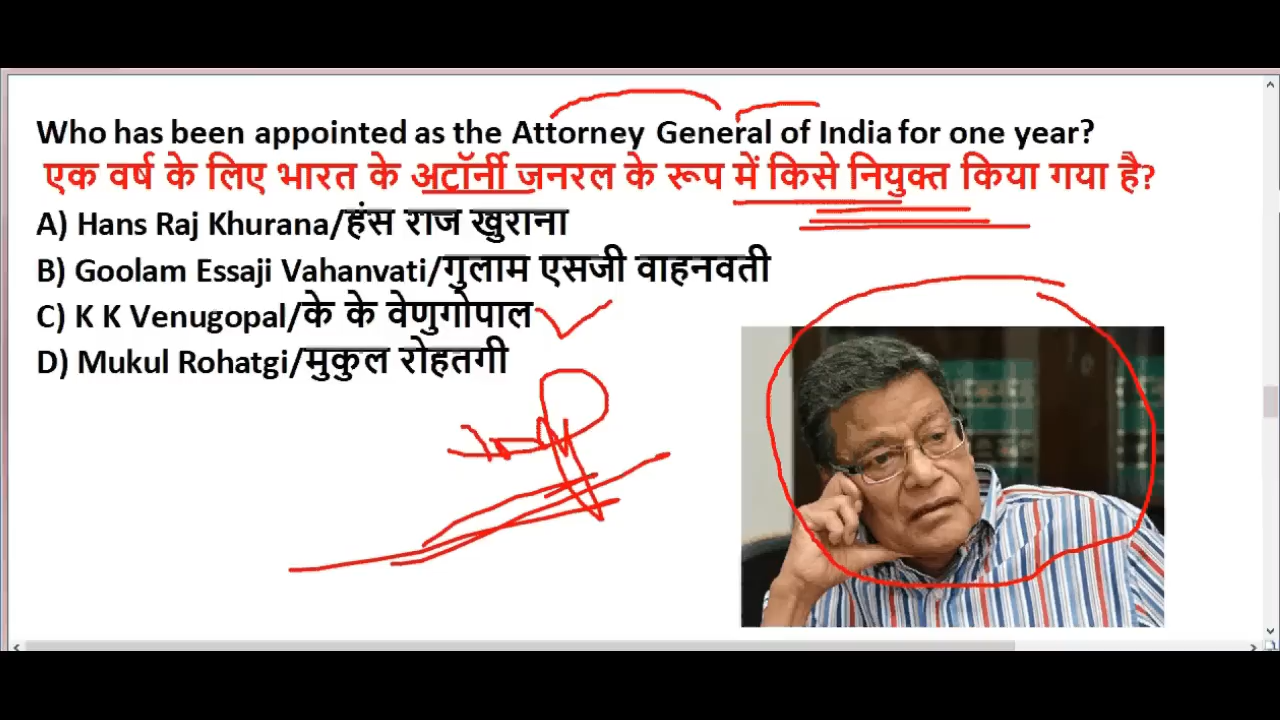 Who has been appointed as the Attorney General of India for one year?
एक वर्ष के लिए भारत के अटॉर्नी जनरल के रूप में किसे नियुक्त किया गया है?
A) Hans Raj Khurana/हंस राज खुराना
B) Goolam Essaji Vahanvati/गुलाम एसजी वाहनवती
C) K K Venugopal/के के वेणुगोपाल
D) Mukul Rohatgi/मुकुल रोहतगी